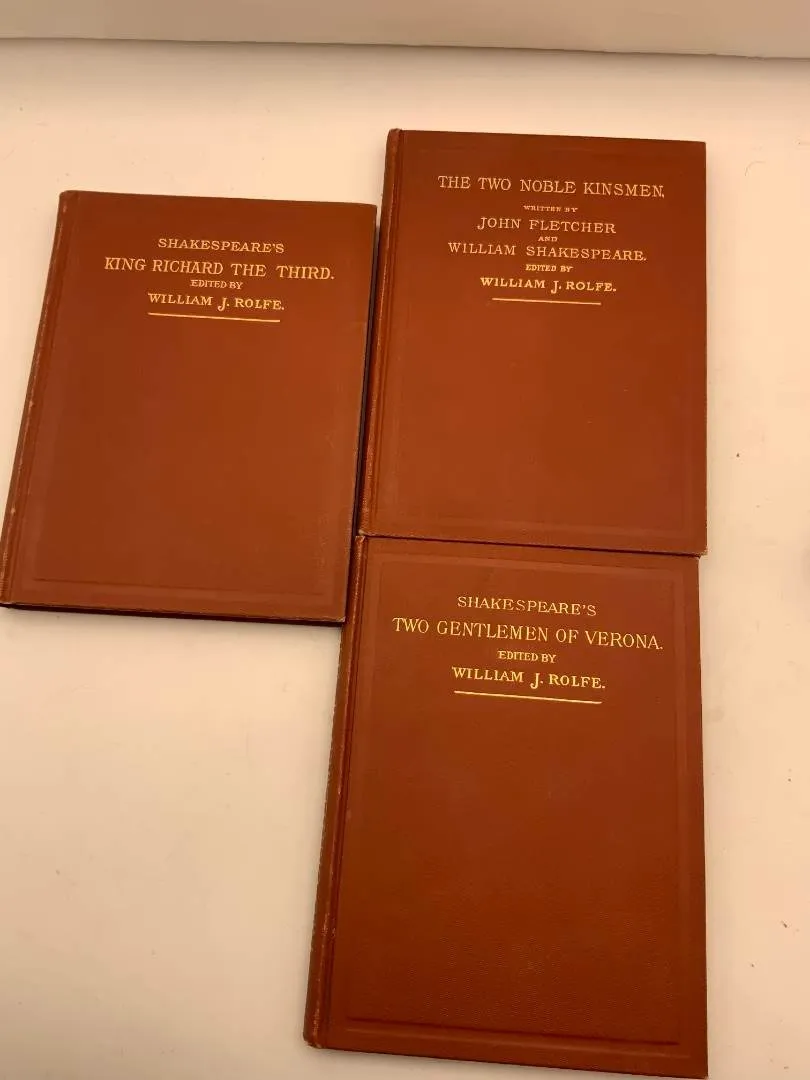 SHAKESPEARE'S
KING RICHARD THE THIRD.
EDITED BY
WILLIAM J. ROLFE.
THE TWO NOBLE KINSMEN,
WRITTEN BY
JOHN FLETCHER
AND
WILLIAM SHAKESPEARE.
EDITED BY
WILLIAM J. ROLFE.
SHAKESPEARE'S
TWO GENTLEMEN OF VERONA.
EDITED BY
WILLIAM J. ROLFE.